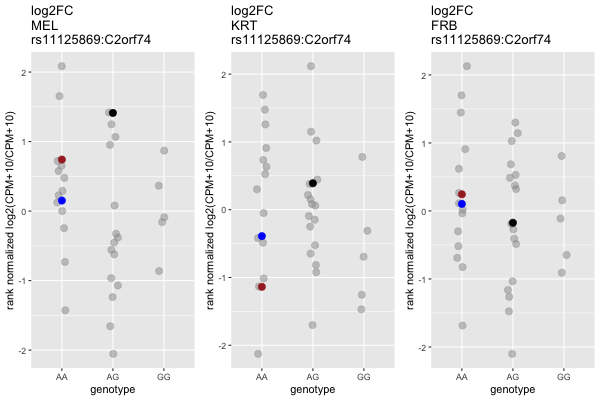 log2FC
MEL
rs11125869:C2orf74
rank normalized log2(CPM+10/CPM+10)
2
1
0
-1
-2
AA AG GG
genotype
log2FC
KRT
rs11125869:C2orf74
rank normalized log2(CPM+10/CPM+10)
2
1
0
-1
-2
AA AG GG
genotype
log2FC
FRB
rs11125869:C2orf74
rank normalized log2(CPM+10/CPM+10)
2
1
0
-1
-2
AA AG GG
genotype